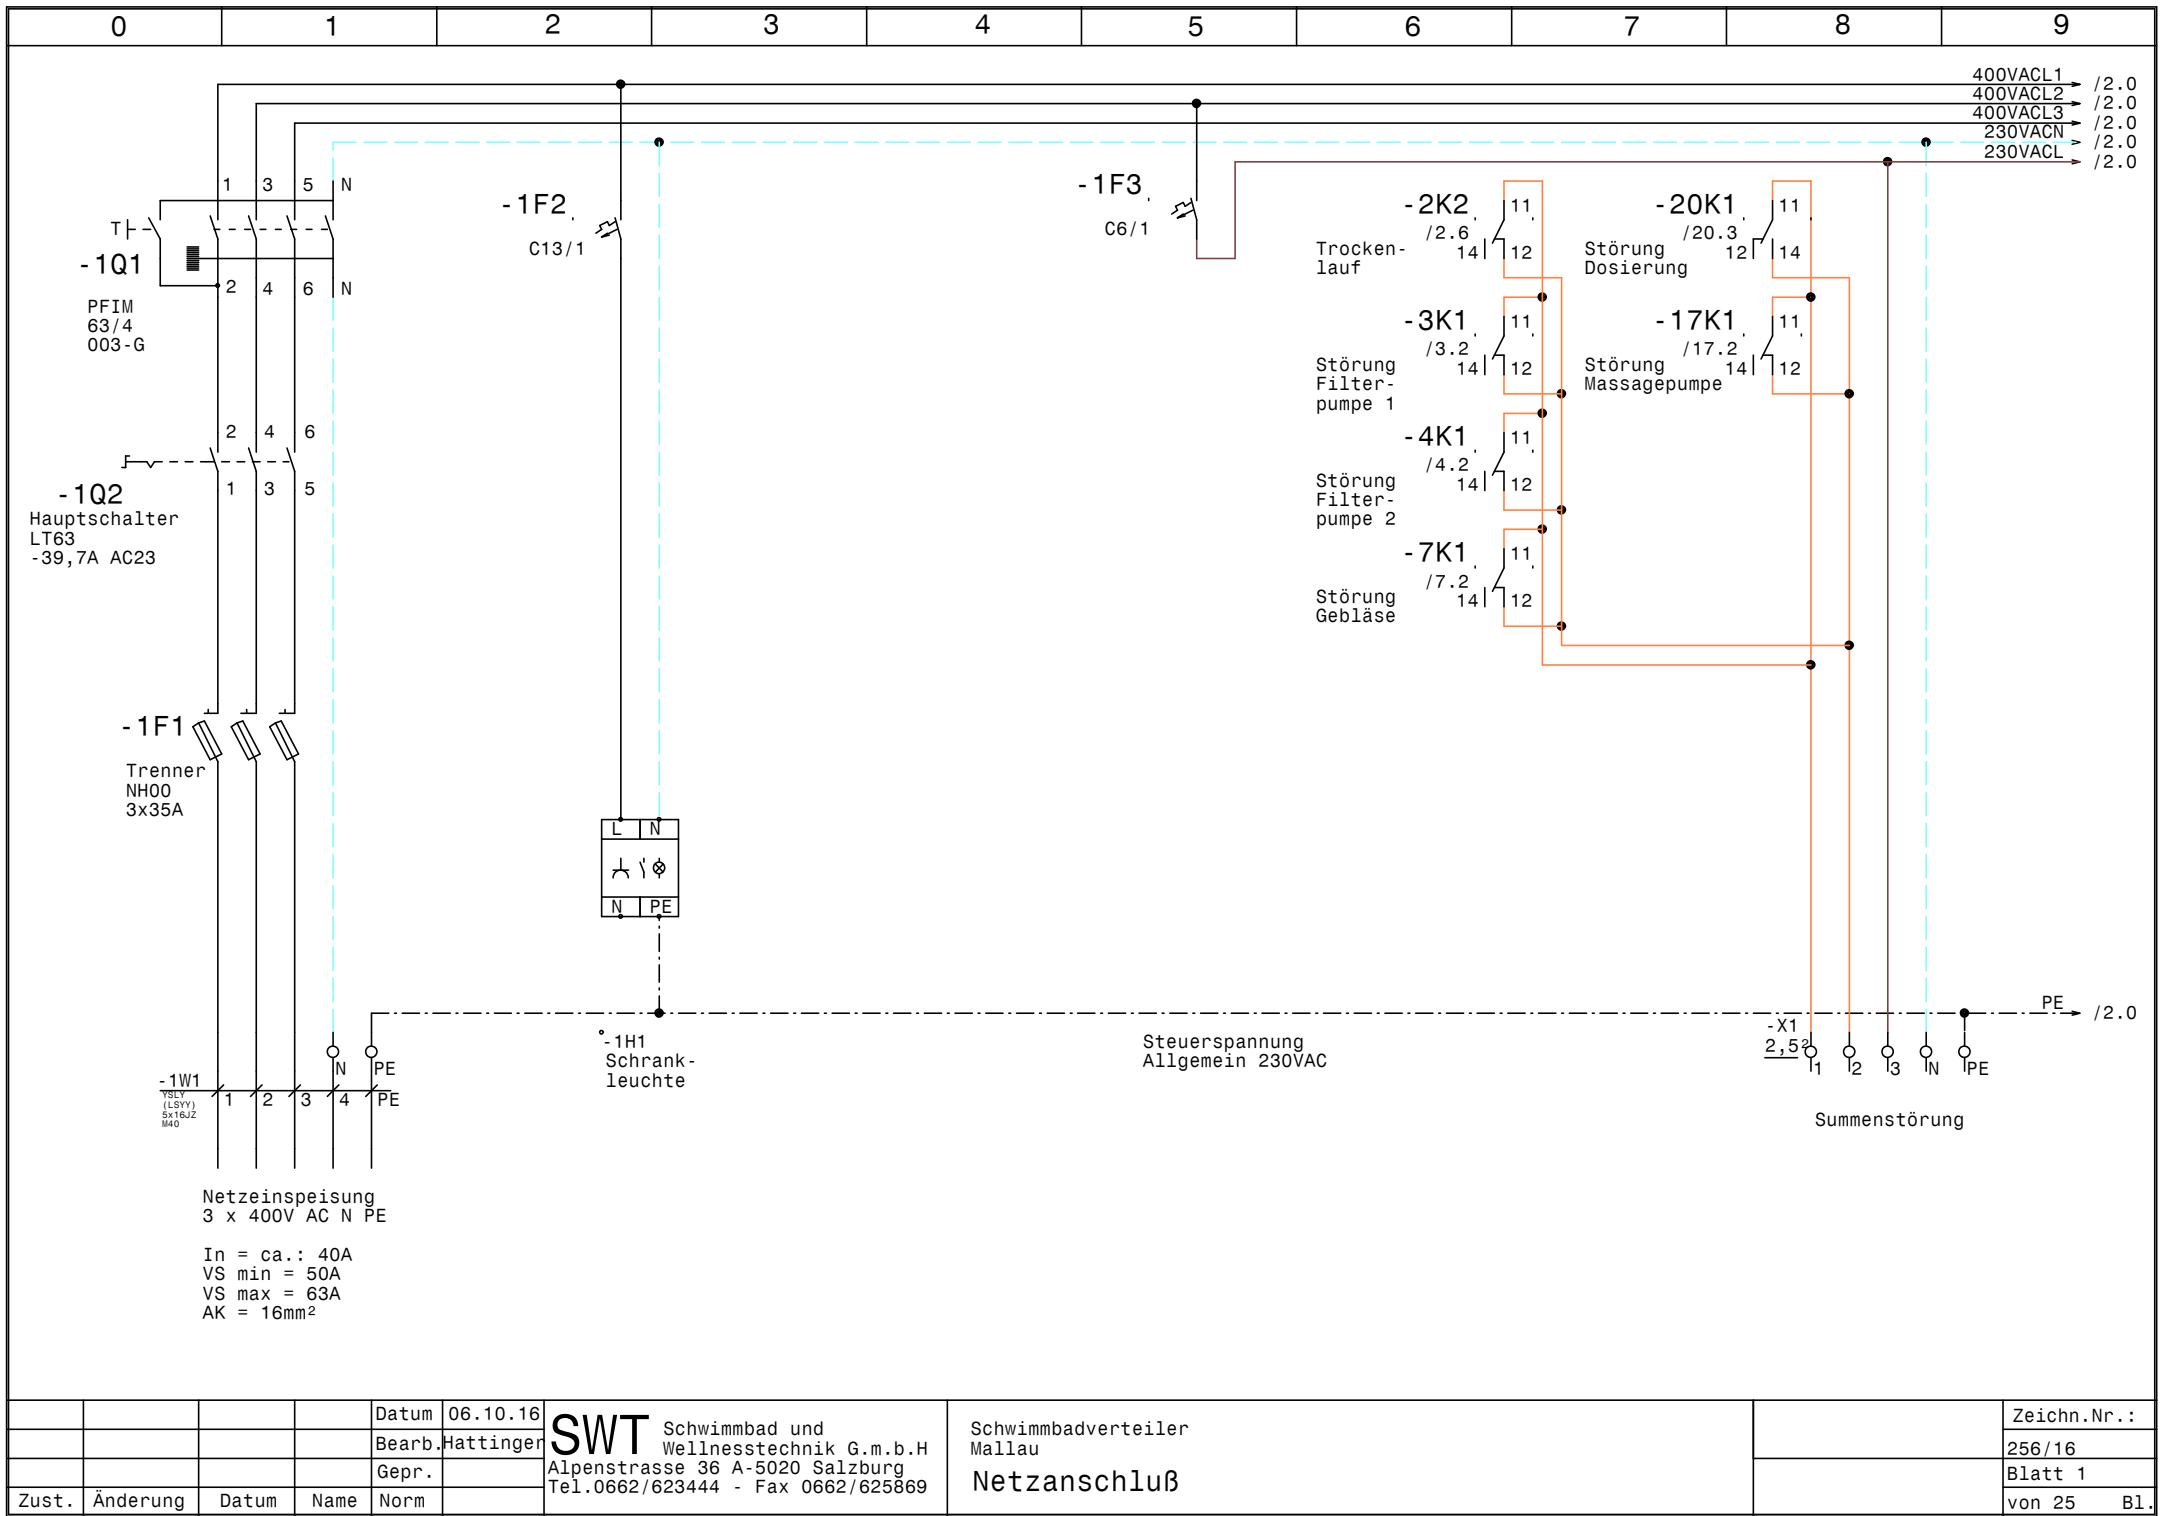 0 1 2 3 4 5 6 7 8 9
400VACL1 /2.0
400VACL2 /2.0
400VACL3 /2.0
230VACN /2.0
230VACL /2.0
1 3 5 N
T
-1Q1
2 4 6 N
PFIM
63/4
003-G
2 4 6
-1Q2
1 3 5
Hauptschalter
LT63
-39,7A AC23
-1F1
Trenner
NH00
3x35A
-1F2
C13/1
L N
N PE
-1H1
Schrank-
leuchte
-1F3
C6/1
Steuerspannung
Allgemein 230VAC
-2K2 11
/2.6
14 12
Trocken-
lauf
-3K1 11
/3.2
14 12
Störung
Filter-
pumpe 1
-4K1 11
/4.2
14 12
Störung
Filter-
pumpe 2
-7K1 11
/7.2
14 12
Störung
Gebläse
-20K1 11
/20.3
12 14
Störung
Dosierung
-17K1 11
/17.2
14 12
Störung
Massagepumpe
PE /2.0
-X1
2,5²
1 2 3 N PE
Summenstörung
N PE
-1W1
YSLY
(LSYY)
5x16JZ
M40
1 2 3 4 PE
Netzeinspeisung
3 x 400V AC N PE
In = ca.: 40A
VS min = 50A
VS max = 63A
AK = 16mm²
Datum 06.10.16
Bearb. Hattinger
Gepr.
Zust. Änderung Datum Name Norm
SWT Schwimmbad und
Wellnesstechnik G.m.b.H
Alpenstrasse 36 A-5020 Salzburg
Tel.0662/623444 - Fax 0662/625869
Schwimmbadverteiler
Mallau
Netzanschluß
Zeichn.Nr.:
256/16
Blatt 1
von 25 Bl.